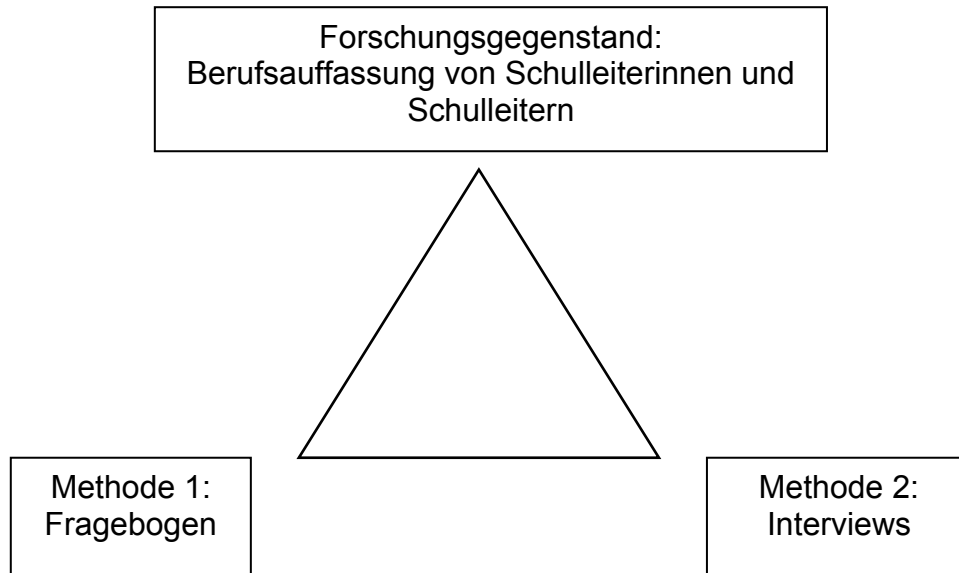 Forschungsgegenstand:
Berufsauffassung von Schulleiterinnen und
Schulleitern
Methode 1:
Fragebogen
Methode 2:
Interviews